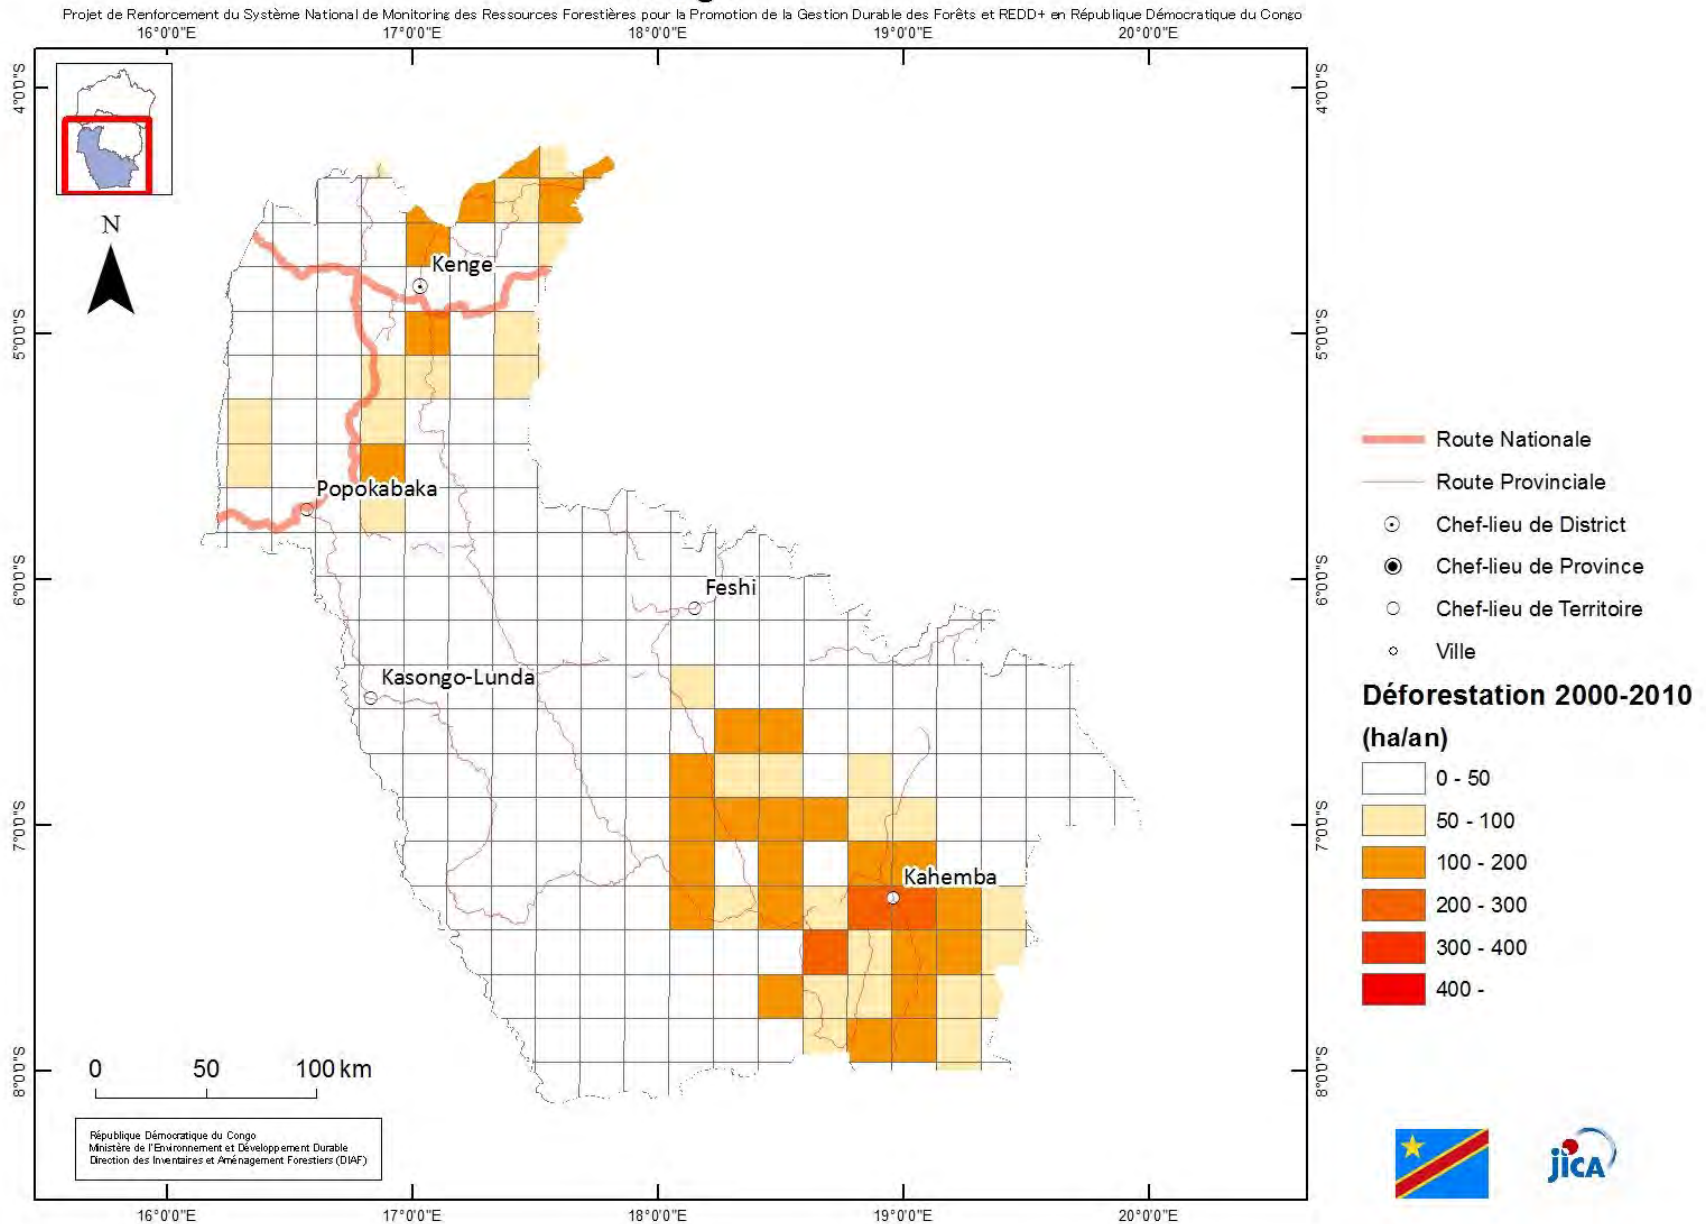 Projet de Renforcement du Système National de Monitoring des Ressources Forestières pour la Promotion de la Gestion Durable des Forêts et REDD+ en République Démocratique du Congo
16°0'0"E 17°0'0"E 18°0'0"E 19°0'0"E 20°0'0"E
4°0'0"S 4°0'0"S
N
Kenge
5°0'0"S 5°0'0"S
Popokabaka
6°0'0"S 6°0'0"S
Feshi
Kasongo-Lunda
7°0'0"S 7°0'0"S
Kahemba
8°0'0"S 8°0'0"S
0 50 100 km
République Démocratique du Congo
Ministère de l'Environnement et Développement Durable
Direction des Inventaires et Aménagement Forestiers (DIAF)
16°0'0"E 17°0'0"E 18°0'0"E 19°0'0"E 20°0'0"E
Route Nationale
Route Provinciale
Chef-lieu de District
Chef-lieu de Province
Chef-lieu de Territoire
Ville
Déforestation 2000-2010
(ha/an)
0 - 50
50 - 100
100 - 200
200 - 300
300 - 400
400 -
jICA